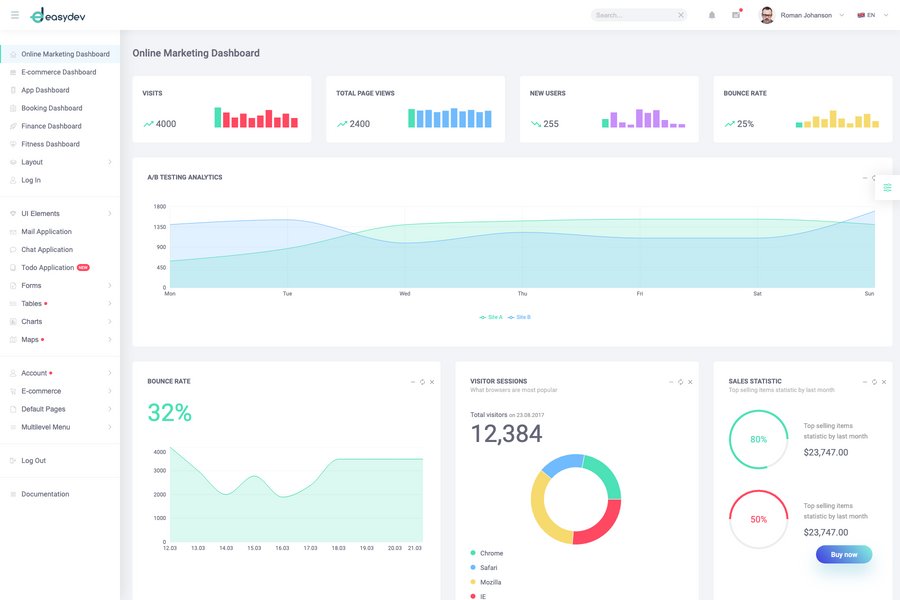 easydev
Search...
Roman Johanson
EN
Online Marketing Dashboard
E-commerce Dashboard
App Dashboard
Booking Dashboard
Finance Dashboard
Fitness Dashboard
Layout
Log In
UI Elements
Mail Application
Chat Application
Todo Application NEW
Forms
Tables
Charts
Maps
Account
E-commerce
Default Pages
Multilevel Menu
Log Out
Documentation
Online Marketing Dashboard
VISITS
4000
TOTAL PAGE VIEWS
2400
NEW USERS
255
BOUNCE RATE
25%
A/B TESTING ANALYTICS
1800
1350
900
450
0
Mon Tue Wed Thu Fri Sat Sun
Site A Site B
BOUNCE RATE
32%
4000
3000
2000
1000
0
12.03 13.03 14.03 15.03 16.03 17.03 18.03 19.03 20.03 21.03
VISITOR SESSIONS
What browsers are most popular
Total visitors on 23.08.2017
12,384
Chrome
Safari
Mozilla
IE
SALES STATISTIC
Top selling items statistic by last month
80%
Top selling items
statistic by last month
$23,747.00
50%
Top selling items
statistic by last month
$23,747.00
Buy now